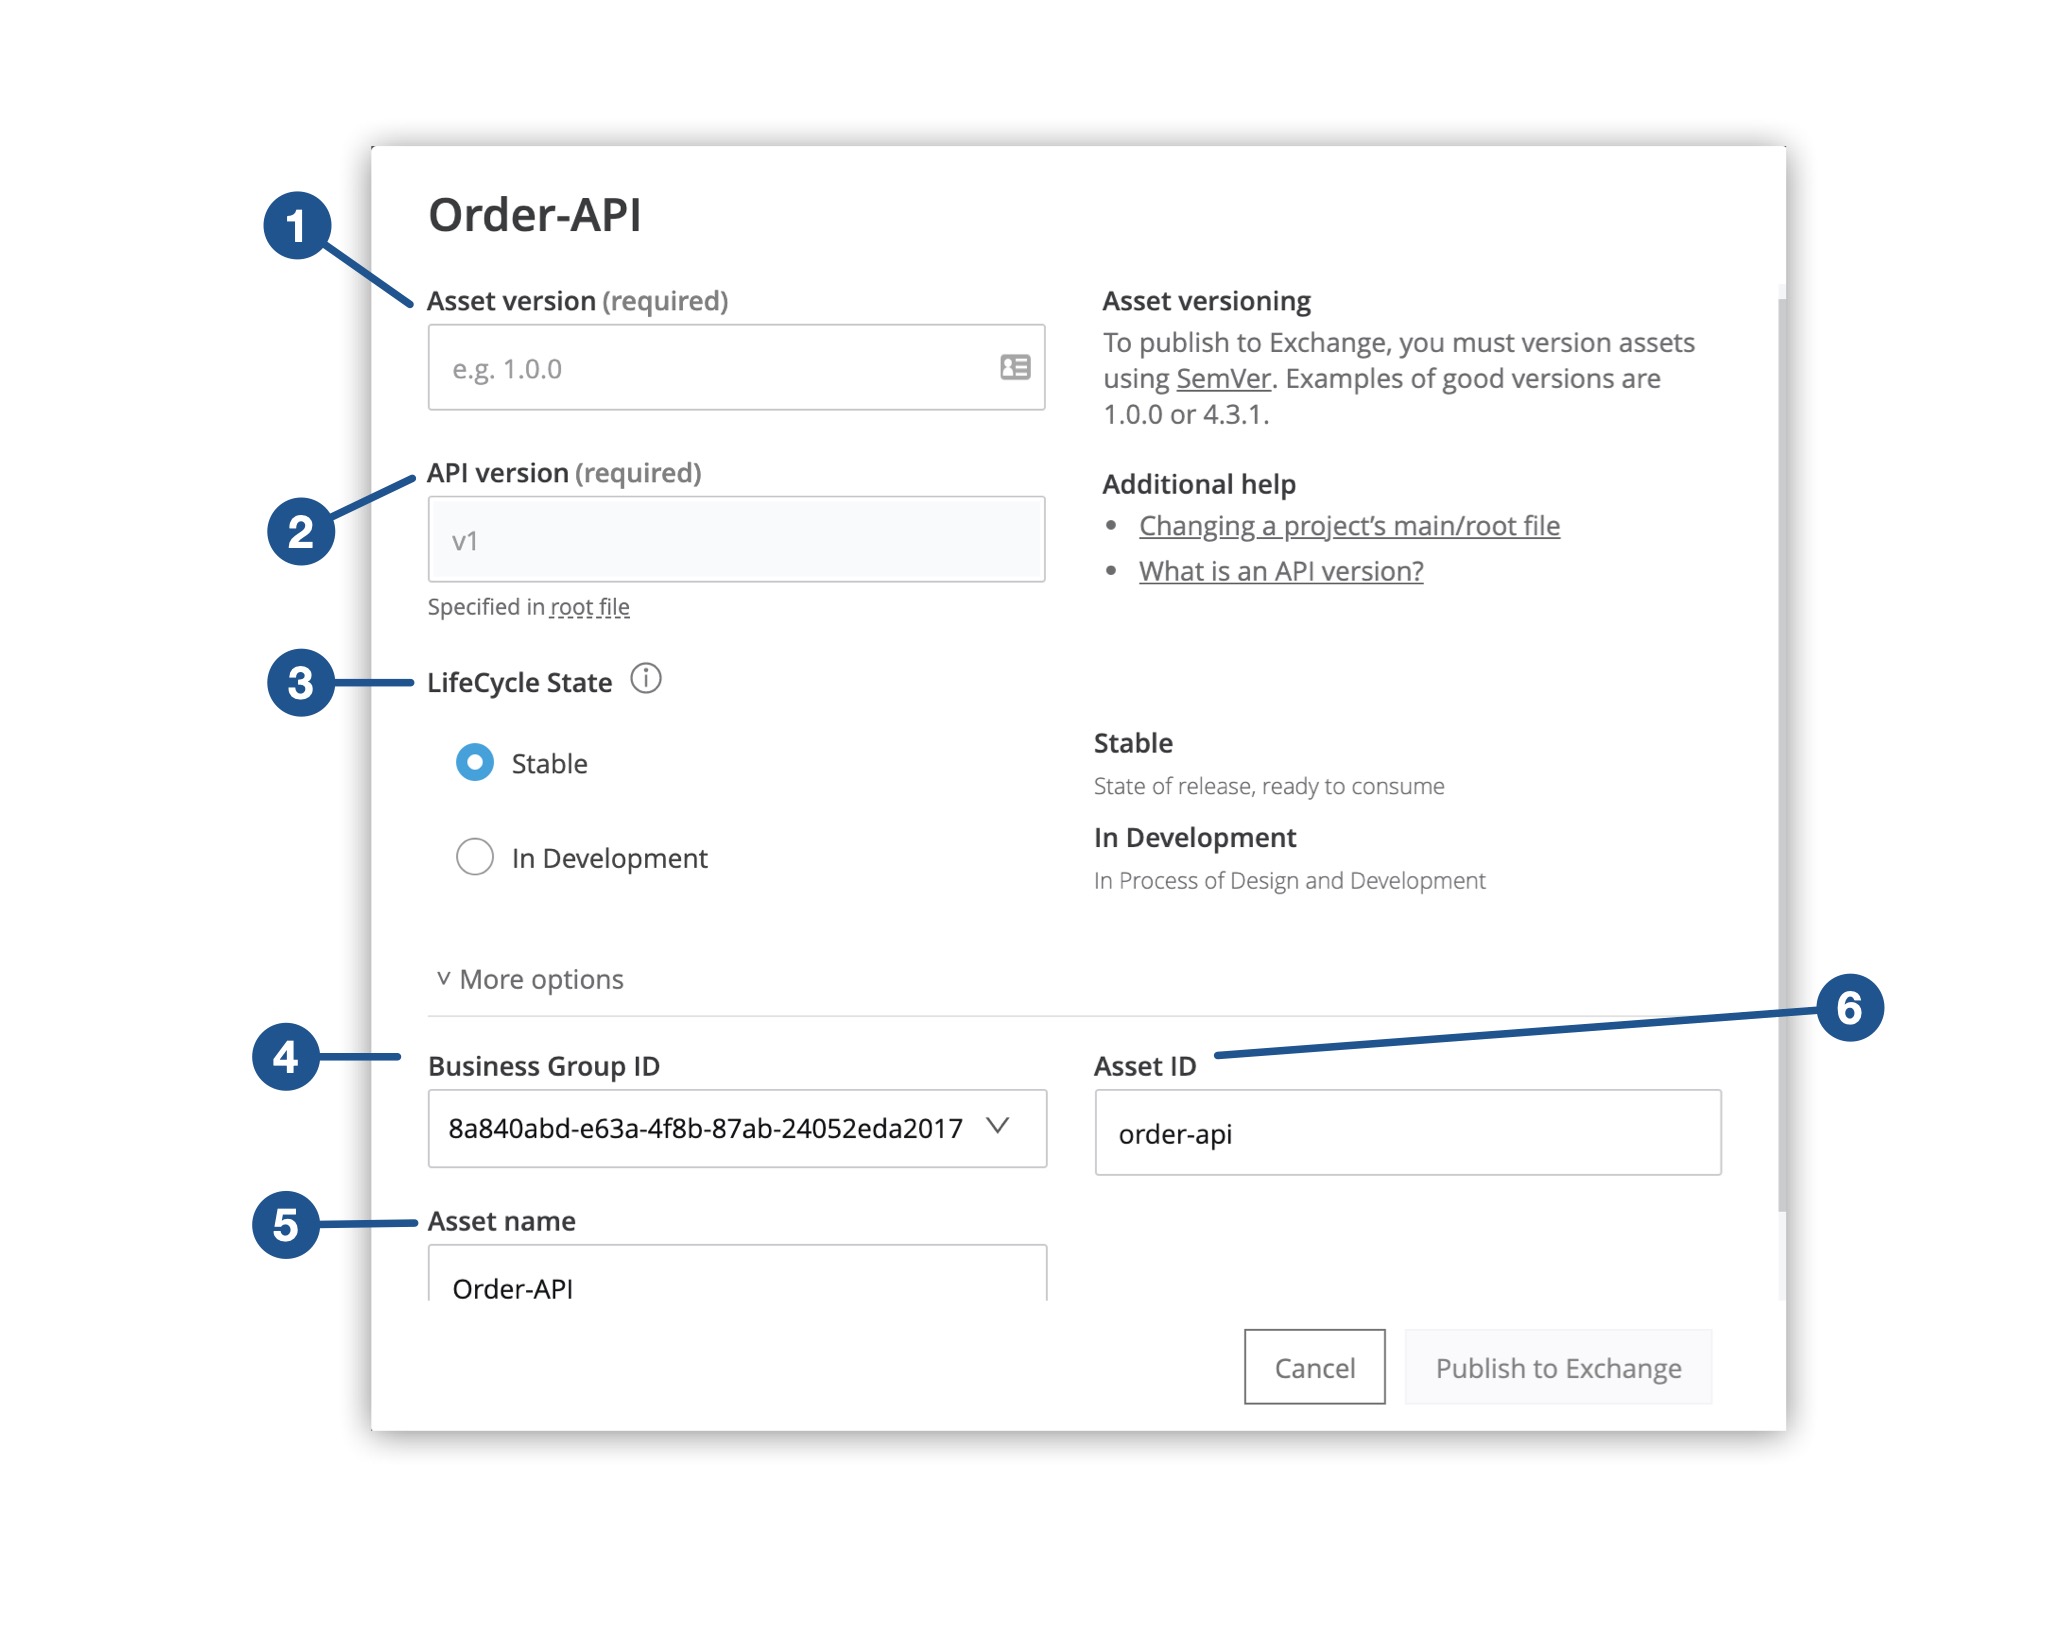 Order-API
1
Asset version (required)
e.g. 1.0.0
Asset versioning
To publish to Exchange, you must version assets
using SemVer. Examples of good versions are
1.0.0 or 4.3.1.
2
API version (required)
v1
Specified in root file
Additional help
• Changing a project's main/root file
• What is an API version?
3
LifeCycle State
Stable
In Development
Stable
State of release, ready to consume
In Development
In Process of Design and Development
More options
4
Business Group ID
8a840abd-e63a-4f8b-87ab-24052eda2017
6
Asset ID
order-api
5
Asset name
Order-API
Cancel
Publish to Exchange